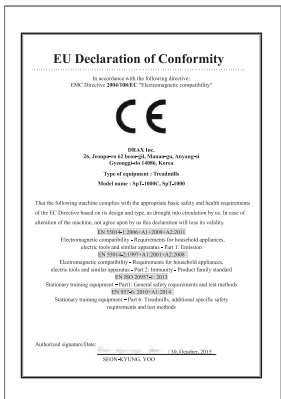 EU Declaration of Conformity
In accordance with the following directive:
EMC Directive 2004/108/EC "Electromagnetic compatibility"
CE
DRAX Inc.
26, Jeonpa-ro 62 beon-gil, Manan-gu, Anyang-si
Gyeonggi-do 14086, Korea
Type of equipment : Treadmills
Model name : SpT-1000C, SpT-1000
That the following machine complies with the appropriate basic safety and health requirements
of the EC Directive based on its design and type, as drought into circulation by us. In case of
alteration of the machine, not agree upon by us this declaration will lose its validity.
EN 55014-1:2006+A1+2009+A2:2011
Electromagnetic compatibility - Requirements for household appliances,
electric tools and similar apparatus - Part 1: Emission
EN 55014-2:1997+A1:2001+A2:2008
Electromagnetic compatibility - Requirements for household appliances,
electric tools and similar apparatus - Part 2: Immunity - Product family standard
EN ISO 20957-1: 2013
Stationary training equipment - Part1: General safety requirements and test methods
EN 957-6: 2010+A1:2014
Stationary training equipment - Part 6: Treadmills, additional specific safety
requirements and test methods
Authorized signature/Date: / 30, October, 2015
SEON-KYUNG, YOO